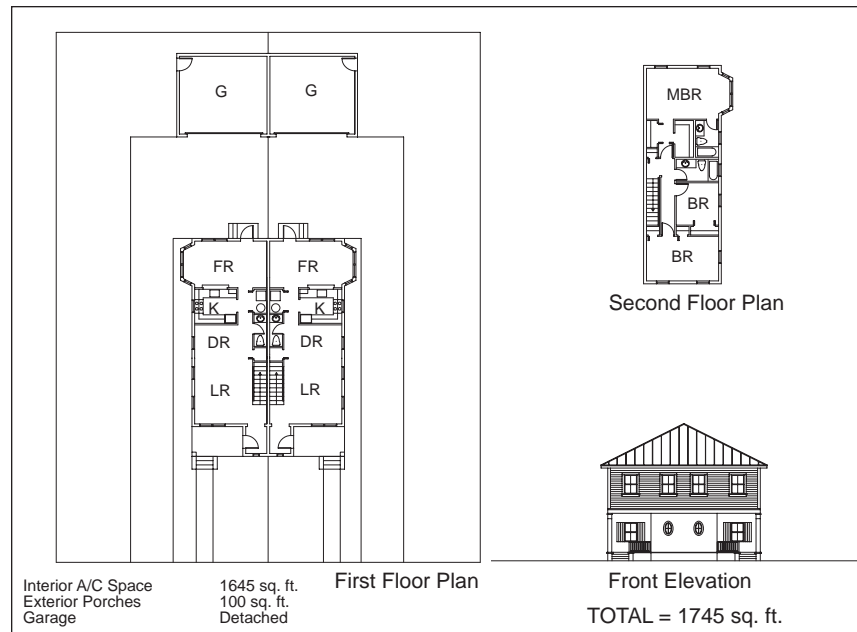 G G
MBR
BR
BR
Second Floor Plan
FR FR
K K
DR DR
LR LR
First Floor Plan
Interior A/C Space 1645 sq. ft.
Exterior Porches 100 sq. ft.
Garage Detached
Front Elevation
TOTAL = 1745 sq. ft.